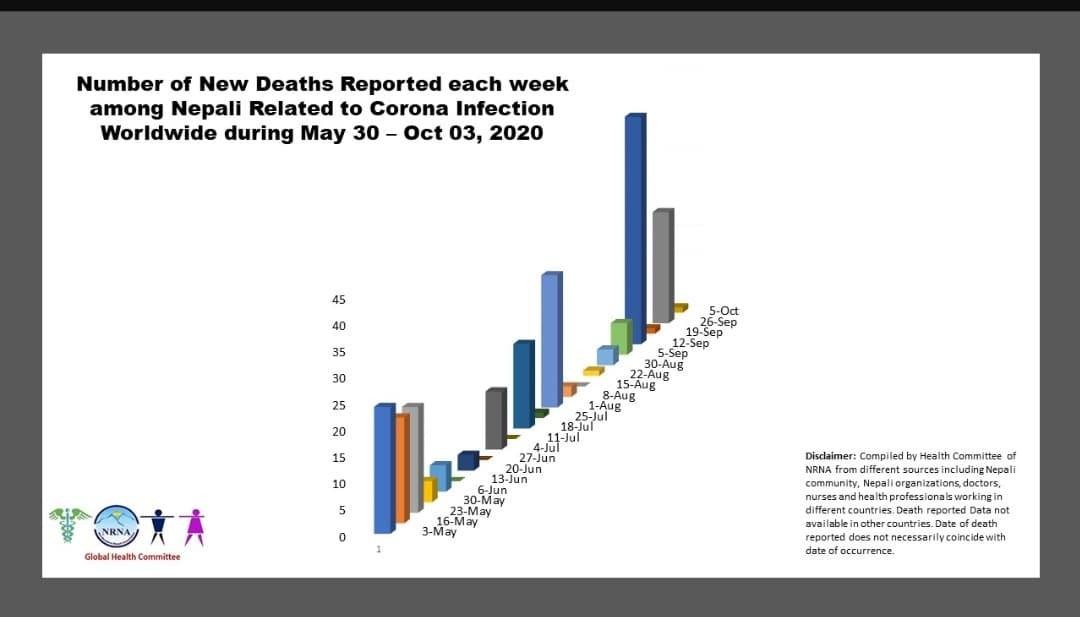 Number of New Deaths Reported each week
among Nepali Related to Corona Infection
Worldwide during May 30 – Oct 03, 2020
45
40
35
30
25
20
15
10
5
0
1
5-Oct
26-Sep
19-Sep
12-Sep
5-Sep
30-Aug
22-Aug
15-Aug
8-Aug
1-Aug
25-Jul
18-Jul
11-Jul
4-Jul
27-Jun
20-Jun
13-Jun
6-Jun
30-May
23-May
16-May
3-May
Disclaimer: Compiled by Health Committee of
NRNA from different sources including Nepali
community, Nepali organizations, doctors,
nurses and health professionals working in
different countries. Death reported Data not
available in other countries. Date of death
reported does not necessarily coincide with
date of occurrence.
NRNA
Global Health Committee